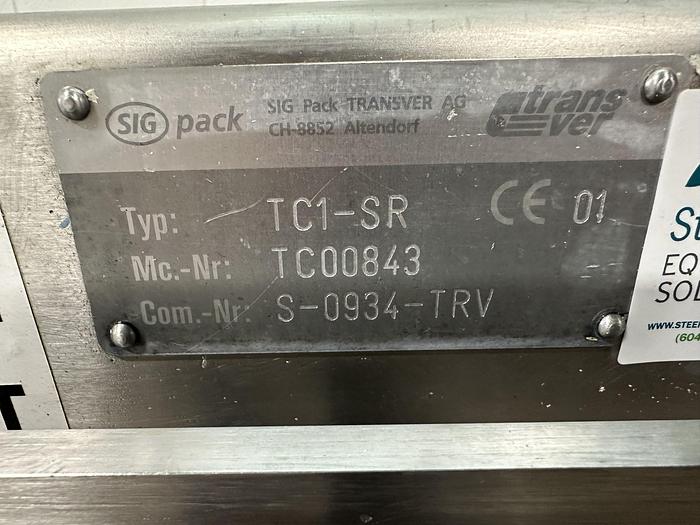 SIG pack
SIG Pack TRANSVER AG
CH-8852 Altendorf
trans
ver
Typ: TC1-SR CE 01
Mc.-Nr: TC00843
Com.-Nr: S-0934-TRV
St
EQ
SOL
WWW.STEE
(604
T